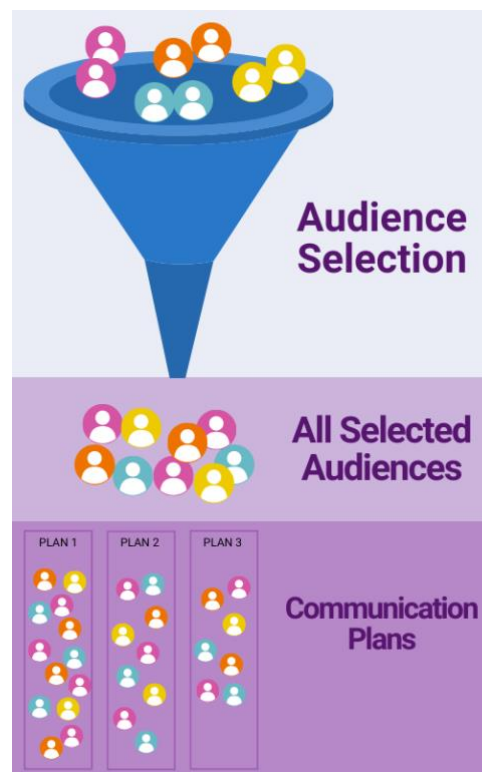 Audience
Selection
All Selected
Audiences
PLAN 1
PLAN 2
PLAN 3
Communication
Plans